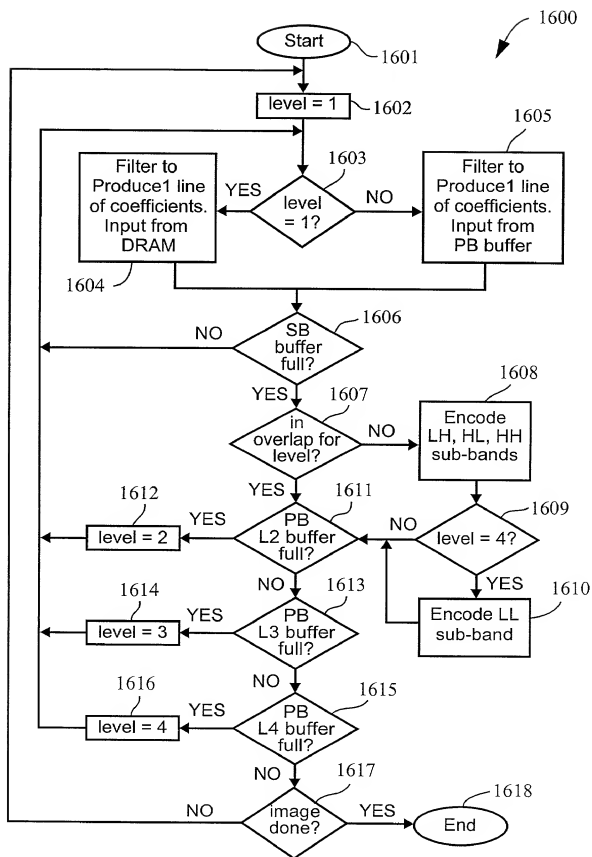 1600
Start
1601
level = 1
1602
1605
1603
Filter to
Produce1 line
of coefficients.
Input from
DRAM
YES
level
= 1?
NO
Filter to
Produce1 line
of coefficients.
Input from
PB buffer
1604
1606
NO
SB
buffer
full?
YES
1607
1608
in
overlap for
level?
NO
Encode
LH, HL, HH
sub-bands
YES
1612
1611
1609
level = 2
YES
PB
L2 buffer
full?
NO
level = 4?
NO
YES
1614
1613
1610
level = 3
YES
PB
L3 buffer
full?
Encode LL
sub-band
NO
1616
1615
level = 4
YES
PB
L4 buffer
full?
NO
1617
1618
NO
image
done?
YES
End